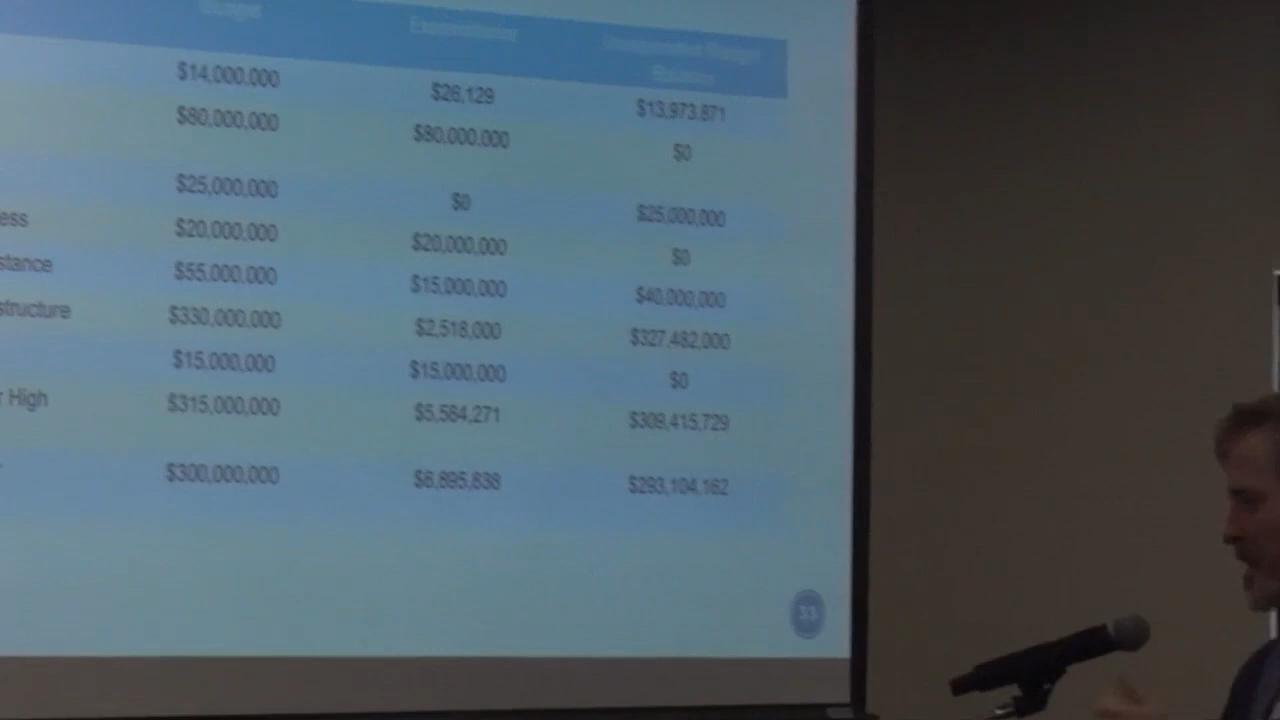 Budget
$14,000,000 $26,129 $13,973,871
$80,000,000 $80,000,000 $0
$25,000,000 $0 $25,000,000
ess $20,000,000 $20,000,000 $0
stance $55,000,000 $15,000,000 $40,000,000
structure $330,000,000 $2,518,000 $327,482,000
$15,000,000 $15,000,000 $0
r High $315,000,000 $5,584,271 $309,415,729
$300,000,000 $6,895,838 $293,104,162
33